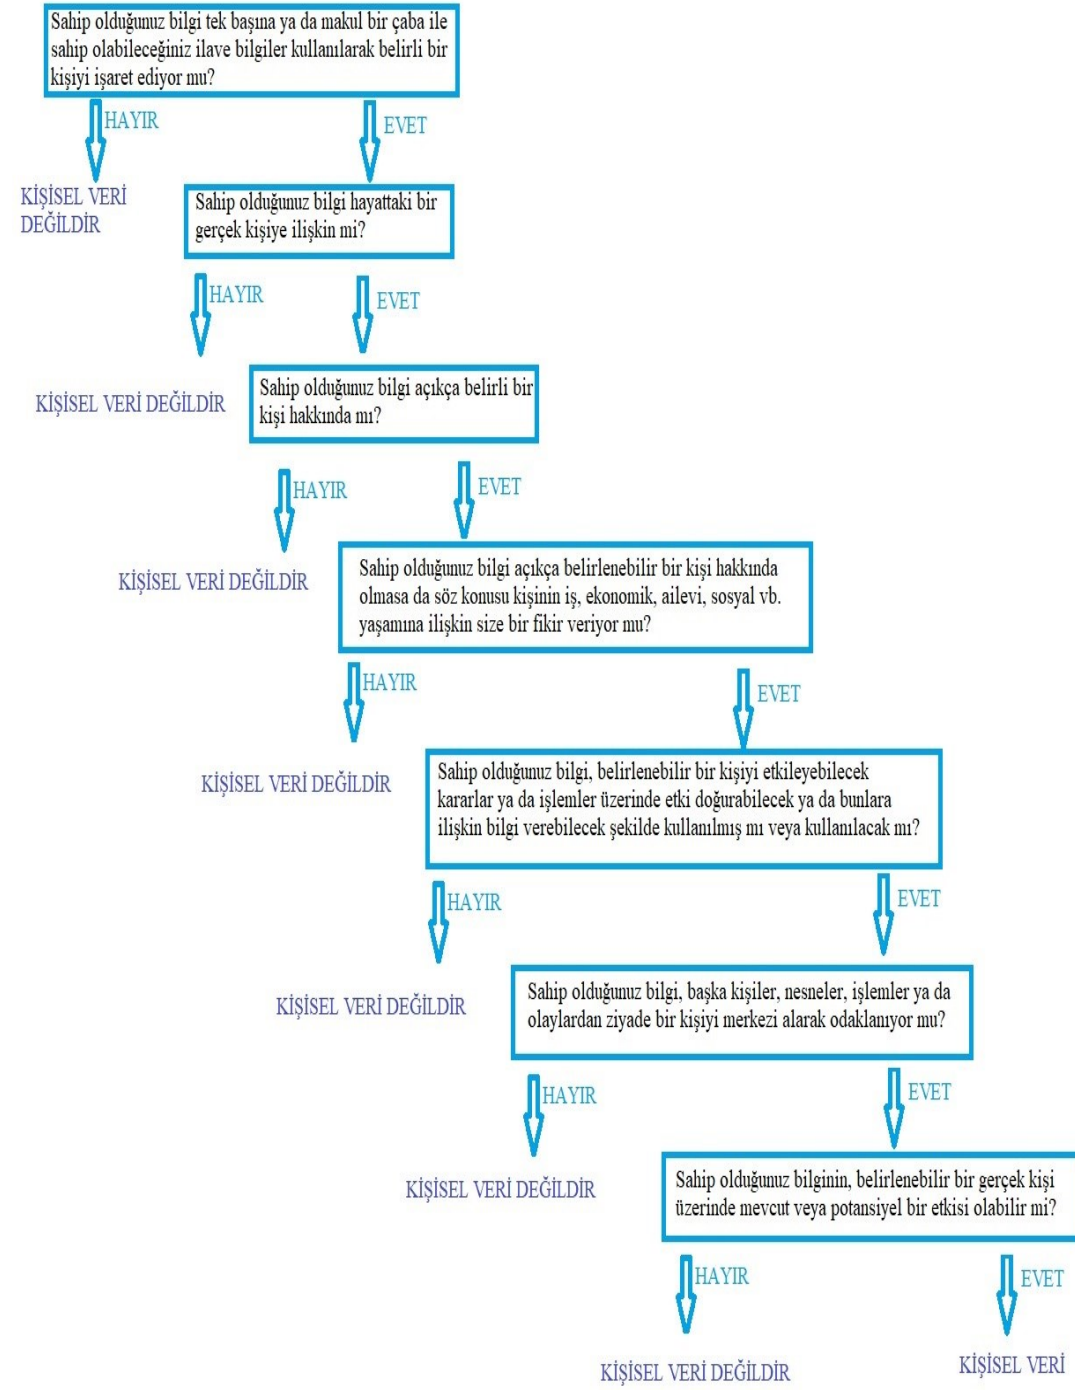 Sahip olduğunuz bilgi tek başına ya da makul bir çaba ile
sahip olabileceğiniz ilave bilgiler kullanılarak belirli bir
kişiyi işaret ediyor mu?
HAYIR
EVET
KİŞİSEL VERİ
DEĞİLDİR
Sahip olduğunuz bilgi hayattaki bir
gerçek kişiye ilişkin mi?
HAYIR
EVET
KİŞİSEL VERİ DEĞİLDİR
Sahip olduğunuz bilgi açıkça belirli bir
kişi hakkında mı?
HAYIR
EVET
KİŞİSEL VERİ DEĞİLDİR
Sahip olduğunuz bilgi açıkça belirlenebilir bir kişi hakkında
olmasa da söz konusu kişinin iş, ekonomik, ailevi, sosyal vb.
yaşamına ilişkin size bir fikir veriyor mu?
HAYIR
EVET
KİŞİSEL VERİ DEĞİLDİR
Sahip olduğunuz bilgi, belirlenebilir bir kişiyi etkileyebilecek
kararlar ya da işlemler üzerinde etki doğurabilecek ya da bunlara
ilişkin bilgi verebilecek şekilde kullanılmış mı veya kullanılacak mı?
HAYIR
EVET
KİŞİSEL VERİ DEĞİLDİR
Sahip olduğunuz bilgi, başka kişiler, nesneler, işlemler ya da
olaylardan ziyade bir kişiyi merkezi alarak odaklanıyor mu?
HAYIR
EVET
KİŞİSEL VERİ DEĞİLDİR
Sahip olduğunuz bilginin, belirlenebilir bir gerçek kişi
üzerinde mevcut veya potansiyel bir etkisi olabilir mi?
HAYIR
EVET
KİŞİSEL VERİ DEĞİLDİR
KİŞİSEL VERİ